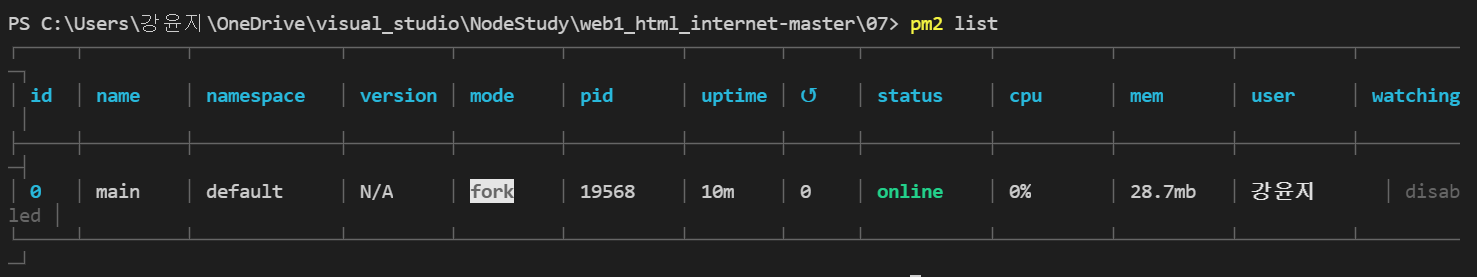 PS C:\Users\강윤지\OneDrive\visual_studio\NodeStudy\web1_html_internet-master\07> pm2 list
│ id │ name │ namespace │ version │ mode │ pid │ uptime │ ↺ │ status │ cpu │ mem │ user │ watching
│
│ 0 │ main │ default │ N/A │ fork │ 19568 │ 10m │ 0 │ online │ 0% │ 28.7mb │ 강윤지 │ disab
led │